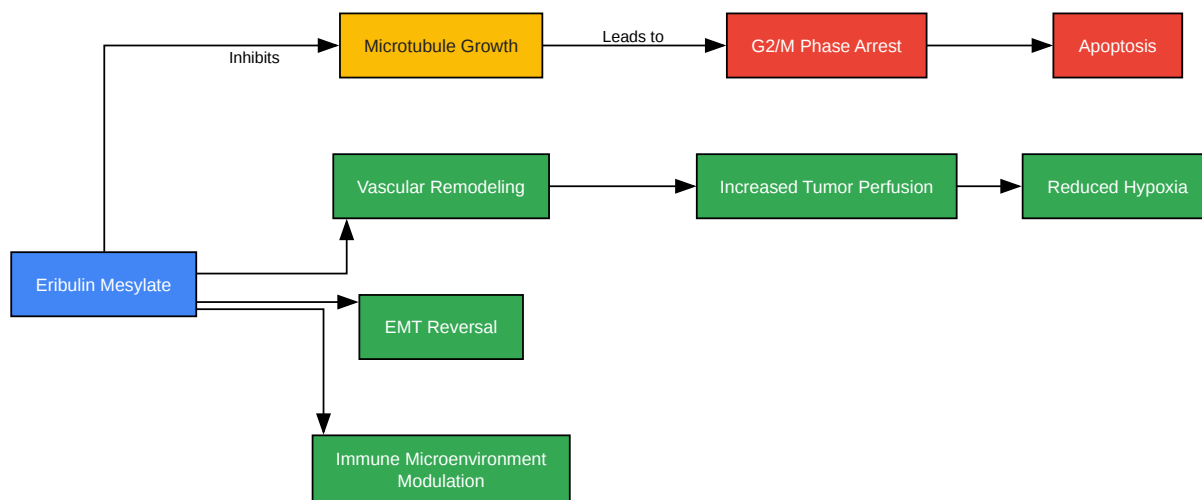 Microtubule Growth
Leads to
G2/M Phase Arrest
Apoptosis
Inhibits
Vascular Remodeling
Increased Tumor Perfusion
Reduced Hypoxia
Eribulin Mesylate
EMT Reversal
Immune Microenvironment
Modulation